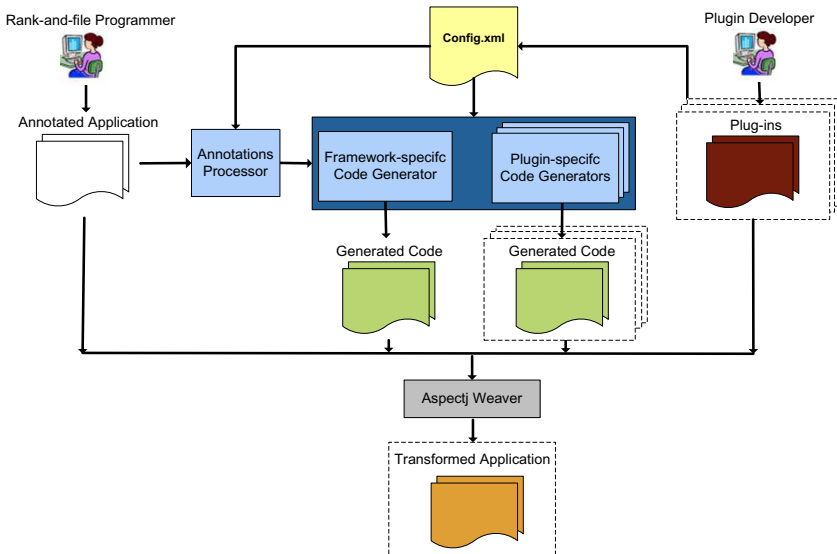 Rank-and-file Programmer
Config.xml
Plugin Developer
Annotated Application
Annotations
Processor
Framework-specifc
Code Generator
Plugin-specifc
Code Generators
Plug-ins
Generated Code
Generated Code
Aspectj Weaver
Transformed Application